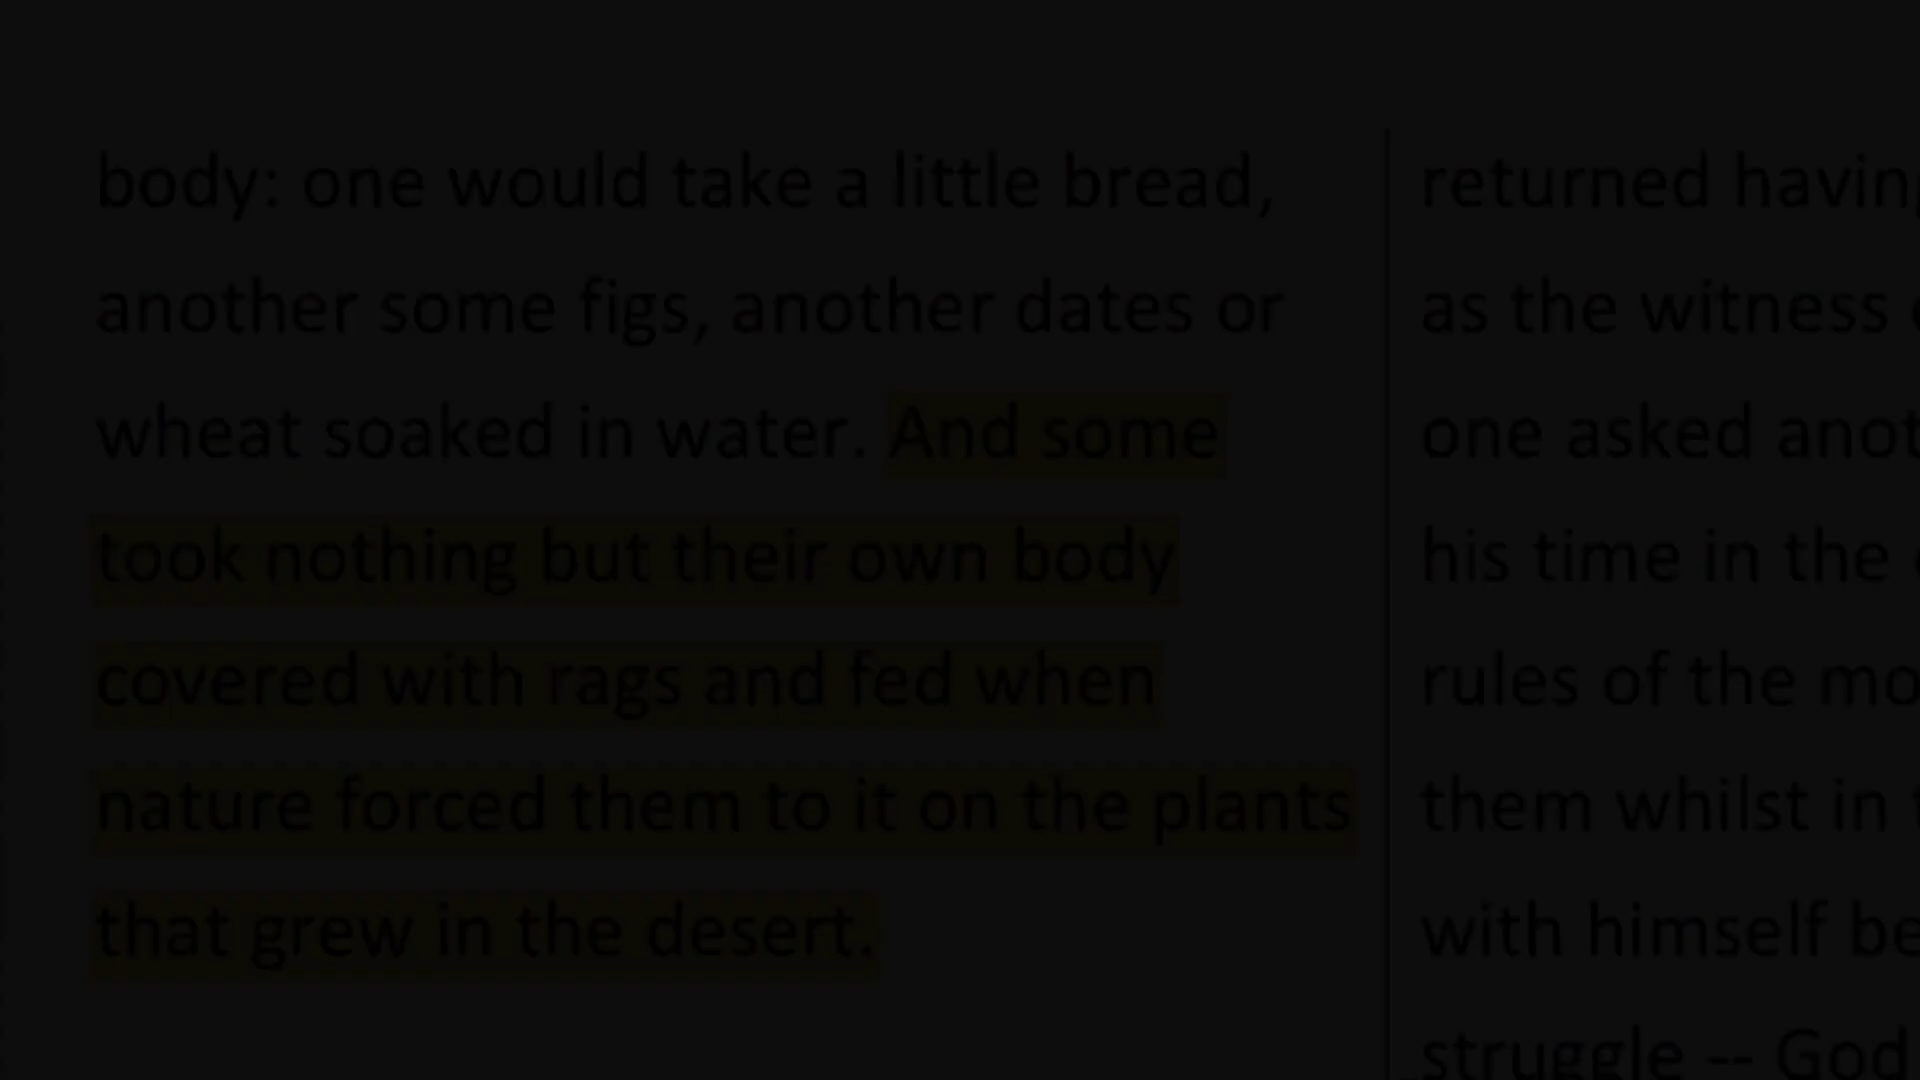 body: one would take a little bread,
another some figs, another dates or
wheat soaked in water. And some
took nothing but their own body
covered with rags and fed when
nature forced them to it on the plants
that grew in the desert.
returned having
as the witness
one asked
his time in the
rules of the
them whilst in
with himself
struggle -- God